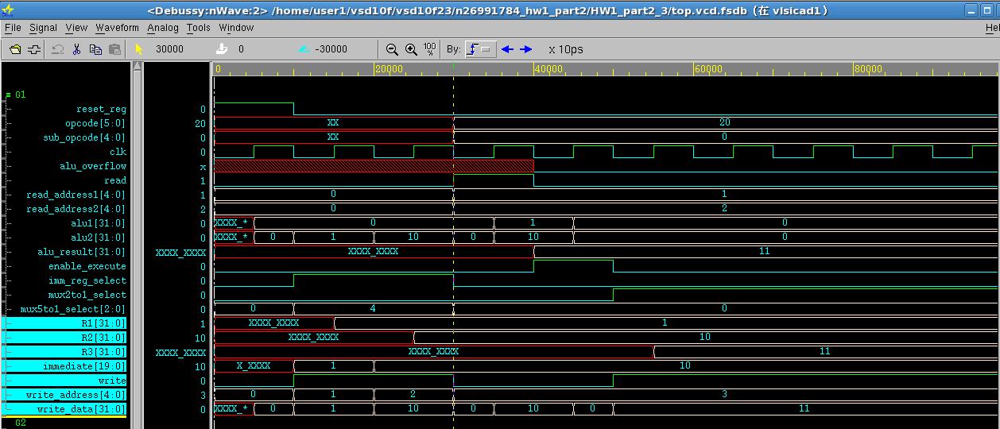 <Debussy:nWave:2> /home/user1/vsd10f/vsd10f23/n26991784_hw1_part2/HW1_part2_3/top.vcd.fsdb (在 vlsicad1)
File Signal View Waveform Analog Tools Window Hel
30000 0 -30000 100% By: x 10ps
0 20000 40000 60000 80000
G1
reset_reg 0
opcode[5:0] 20 XX 20
sub_opcode[4:0] 0 XX 0
clk 0
alu_overflow x
read 1
read_address1[4:0] 1 0 1
read_address2[4:0] 2 0 2
alu1[31:0] 0 XXXX_* 0 1 0
alu2[31:0] 0 XXXX_* 0 1 10 0 10 0
alu_result[31:0] XXXX_XXXX XXXX_XXXX 11
enable_execute 0
imm_reg_select 0
mux2to1_select 0
mux5to1_select[2:0] 0 0 4 0
R1[31:0] 1 XXXX_XXXX 1
R2[31:0] 10 XXXX_XXXX 10
R3[31:0] XXXX_XXXX XXXX_XXXX 11
immediate[19:0] 10 X_XXXX 1 10
write 0
write_address[4:0] 3 0 1 2 3
write_data[31:0] 0 XXXX_* 0 1 10 0 10 0 11
G2